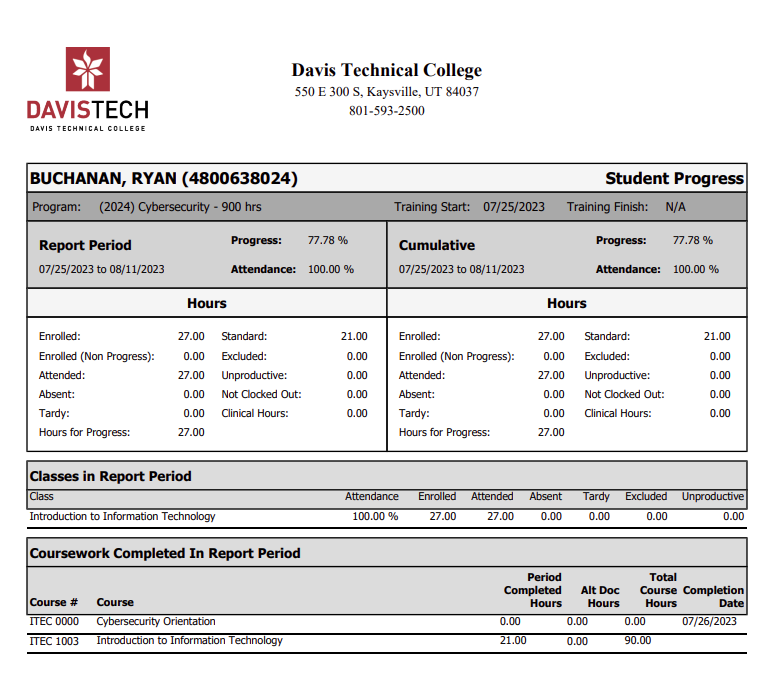 DAVISTECH
DAVIS TECHNICAL COLLEGE
Davis Technical College
550 E 300 S, Kaysville, UT 84037
801-593-2500
BUCHANAN, RYAN (4800638024) Student Progress
Program: (2024) Cybersecurity - 900 hrs Training Start: 07/25/2023 Training Finish: N/A
Report Period Progress: 77.78 %
07/25/2023 to 08/11/2023 Attendance: 100.00 %
Cumulative Progress: 77.78 %
07/25/2023 to 08/11/2023 Attendance: 100.00 %
Hours
Enrolled: 27.00 Standard: 21.00
Enrolled (Non Progress): 0.00 Excluded: 0.00
Attended: 27.00 Unproductive: 0.00
Absent: 0.00 Not Clocked Out: 0.00
Tardy: 0.00 Clinical Hours: 0.00
Hours for Progress: 27.00
Hours
Enrolled: 27.00 Standard: 21.00
Enrolled (Non Progress): 0.00 Excluded: 0.00
Attended: 27.00 Unproductive: 0.00
Absent: 0.00 Not Clocked Out: 0.00
Tardy: 0.00 Clinical Hours: 0.00
Hours for Progress: 27.00
Classes in Report Period
Class Attendance Enrolled Attended Absent Tardy Excluded Unproductive
Introduction to Information Technology 100.00 % 27.00 27.00 0.00 0.00 0.00 0.00
Coursework Completed In Report Period
Course # Course Period Completed Hours Alt Doc Hours Total Course Hours Completion Date
ITEC 0000 Cybersecurity Orientation 0.00 0.00 0.00 07/26/2023
ITEC 1003 Introduction to Information Technology 21.00 0.00 90.00